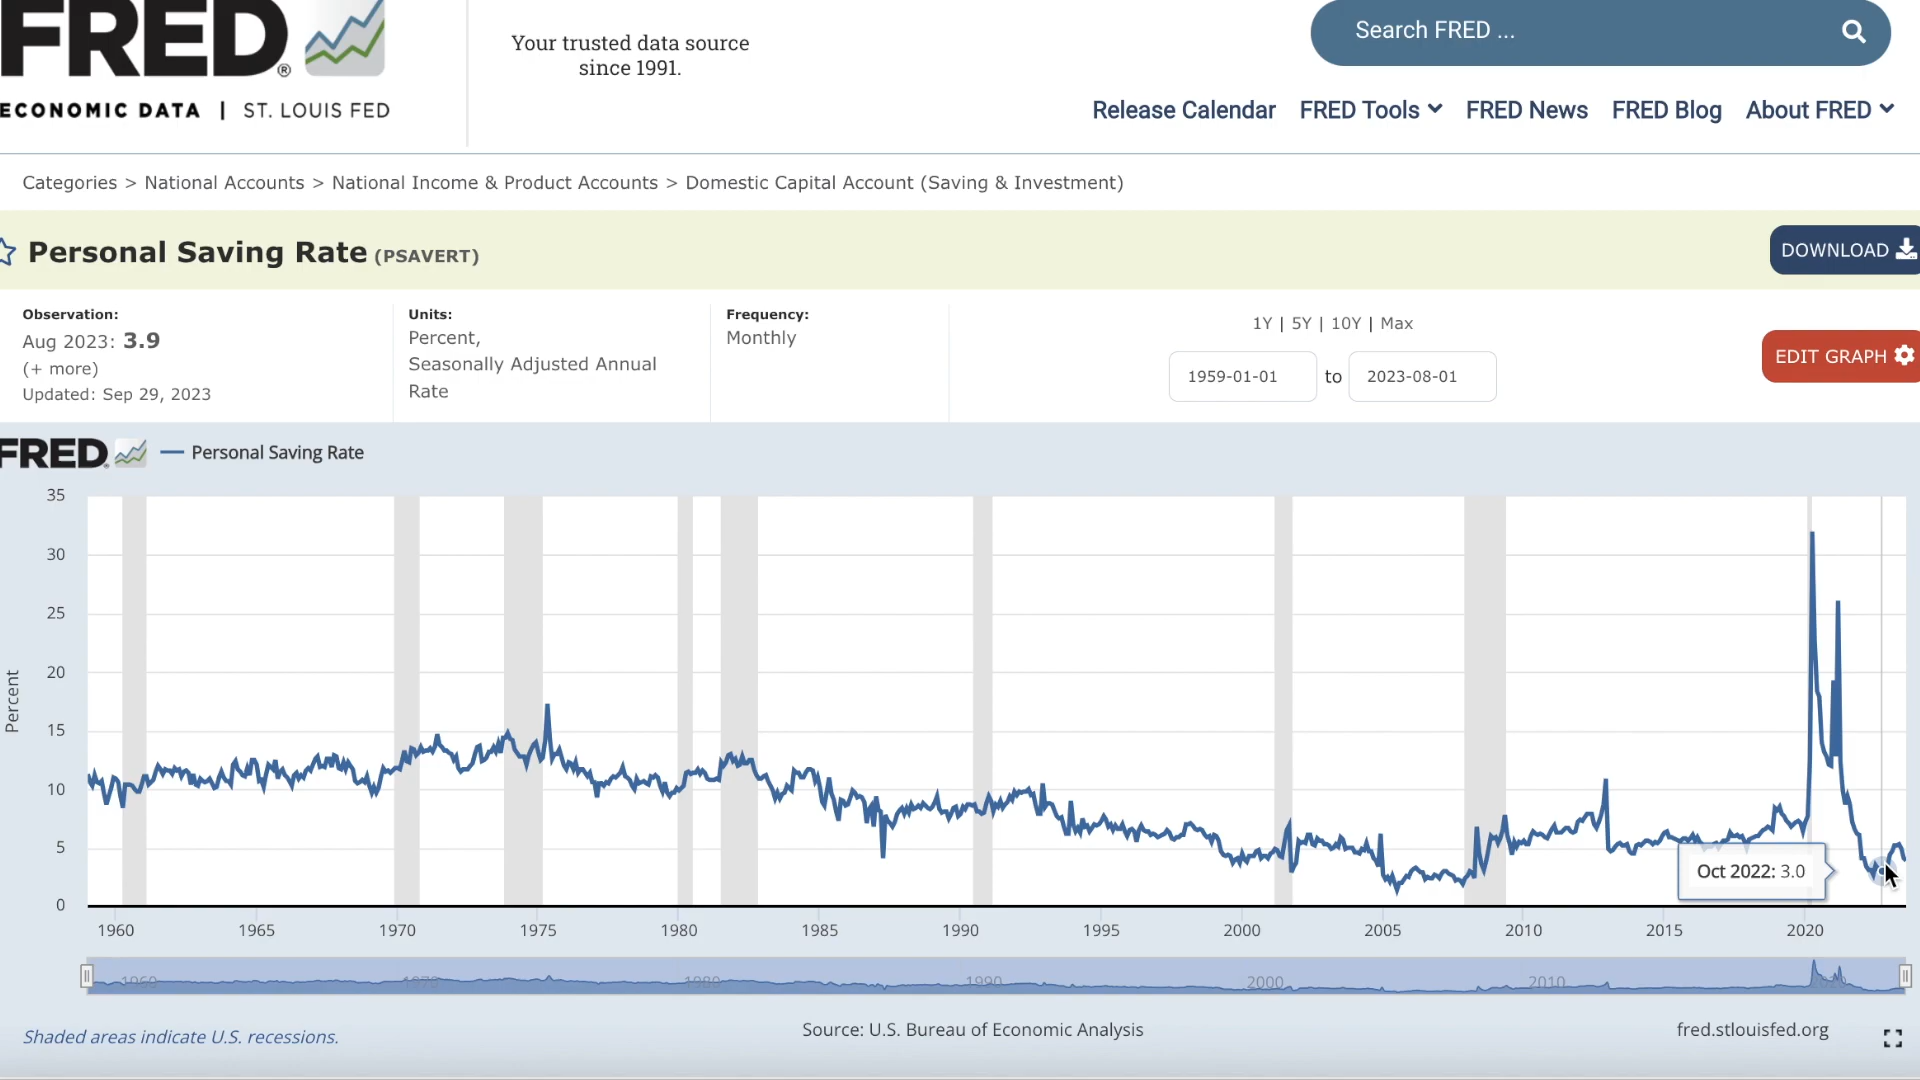 FRED®
ECONOMIC DATA | ST. LOUIS FED
Your trusted data source
since 1991.
Search FRED ...
Release Calendar FRED Tools FRED News FRED Blog About FRED
Categories > National Accounts > National Income & Product Accounts > Domestic Capital Account (Saving & Investment)
Personal Saving Rate (PSAVERT)
DOWNLOAD
Observation:
Aug 2023: 3.9
(+ more)
Updated: Sep 29, 2023
Units:
Percent,
Seasonally Adjusted Annual
Rate
Frequency:
Monthly
1Y | 5Y | 10Y | Max
1959-01-01 to 2023-08-01
EDIT GRAPH
FRED
Personal Saving Rate
Percent
35
30
25
20
15
10
5
0
Oct 2022: 3.0
1960 1965 1970 1975 1980 1985 1990 1995 2000 2005 2010 2015 2020
1960 1970 1980 1990 2000 2010
Shaded areas indicate U.S. recessions.
Source: U.S. Bureau of Economic Analysis
fred.stlouisfed.org